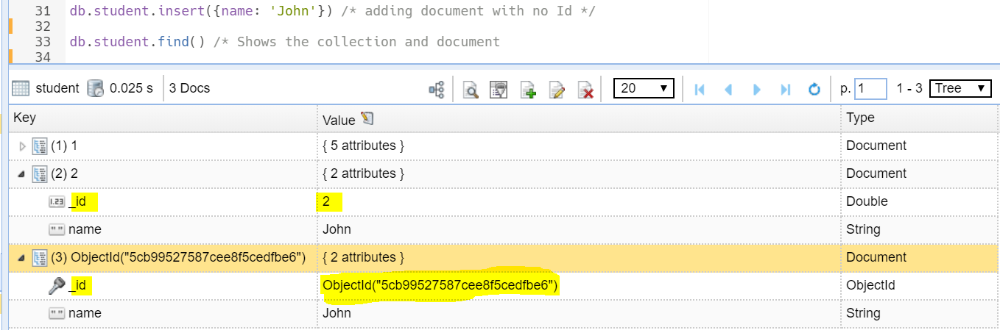 31 db.student.insert({name: 'John'}) /* adding document with no Id */
32
33 db.student.find() /* Shows the collection and document
34
student 0.025 s 3 Docs 20 p. 1 1 - 3 Tree
Key Value Type
(1) 1 { 5 attributes } Document
(2) 2 { 2 attributes } Document
1.23 _id 2 Double
" " name John String
(3) ObjectId("5cb99527587cee8f5cedfbe6") { 2 attributes } Document
_id ObjectId("5cb99527587cee8f5cedfbe6") ObjectId
" " name John String